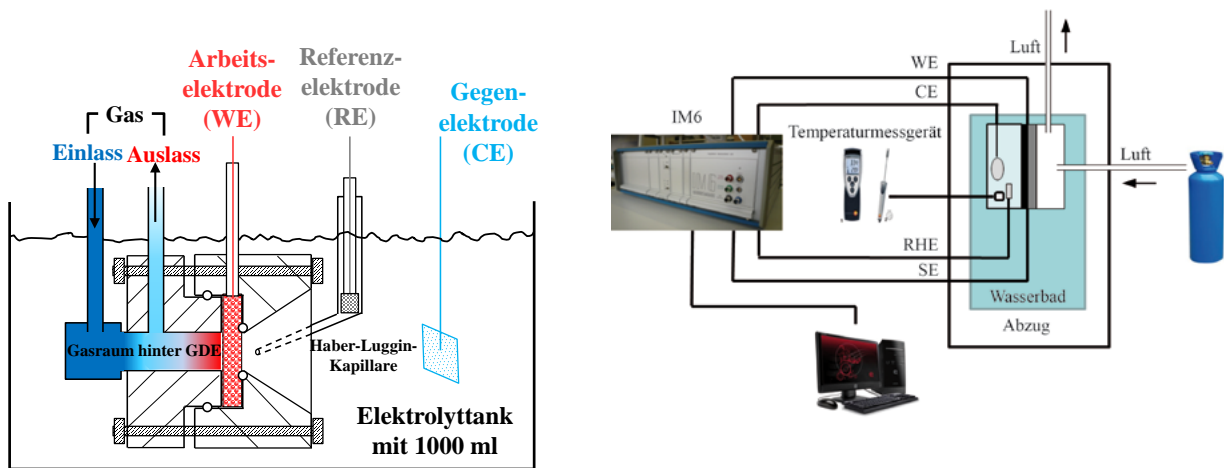 Arbeits-
elektrode
(WE)
Referenz-
elektrode
(RE)
Gegen-
elektrode
(CE)
Gas
Einlass
Auslass
Gasraum hinter GDE
Haber-Luggin-
Kapillare
Elektrolyttank
mit 1000 ml
Luft
WE
CE
IM6
Temperaturmessgerät
IM6
Luft
RHE
SE
Wasserbad
Abzug